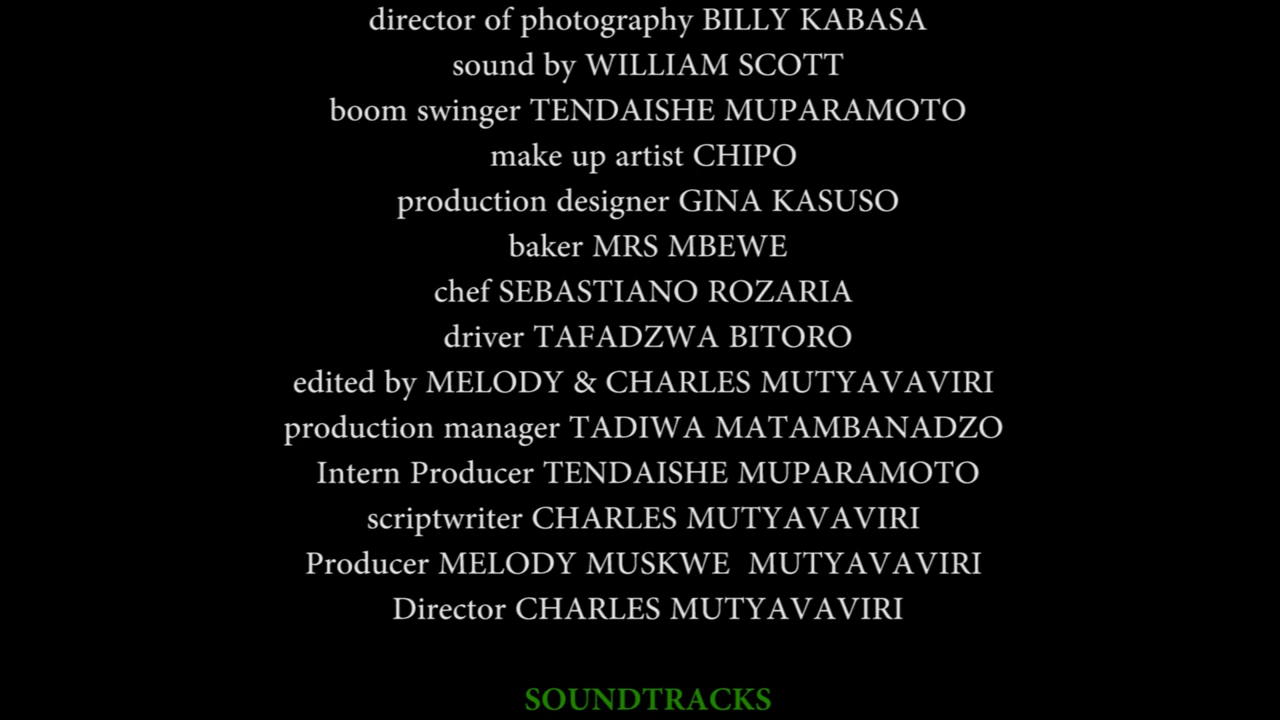 director of photography BILLY KABASA
sound by WILLIAM SCOTT
boom swinger TENDAISHE MUPARAMOTO
make up artist CHIPO
production designer GINA KASUSO
baker MRS MBEWE
chef SEBASTIANO ROZARIA
driver TAFADZWA BITORO
edited by MELODY & CHARLES MUTYAVAVIRI
production manager TADIWA MATAMBANADZO
Intern Producer TENDAISHE MUPARAMOTO
scriptwriter CHARLES MUTYAVAVIRI
Producer MELODY MUSKWE  MUTYAVAVIRI
Director CHARLES MUTYAVAVIRI
SOUNDTRACKS